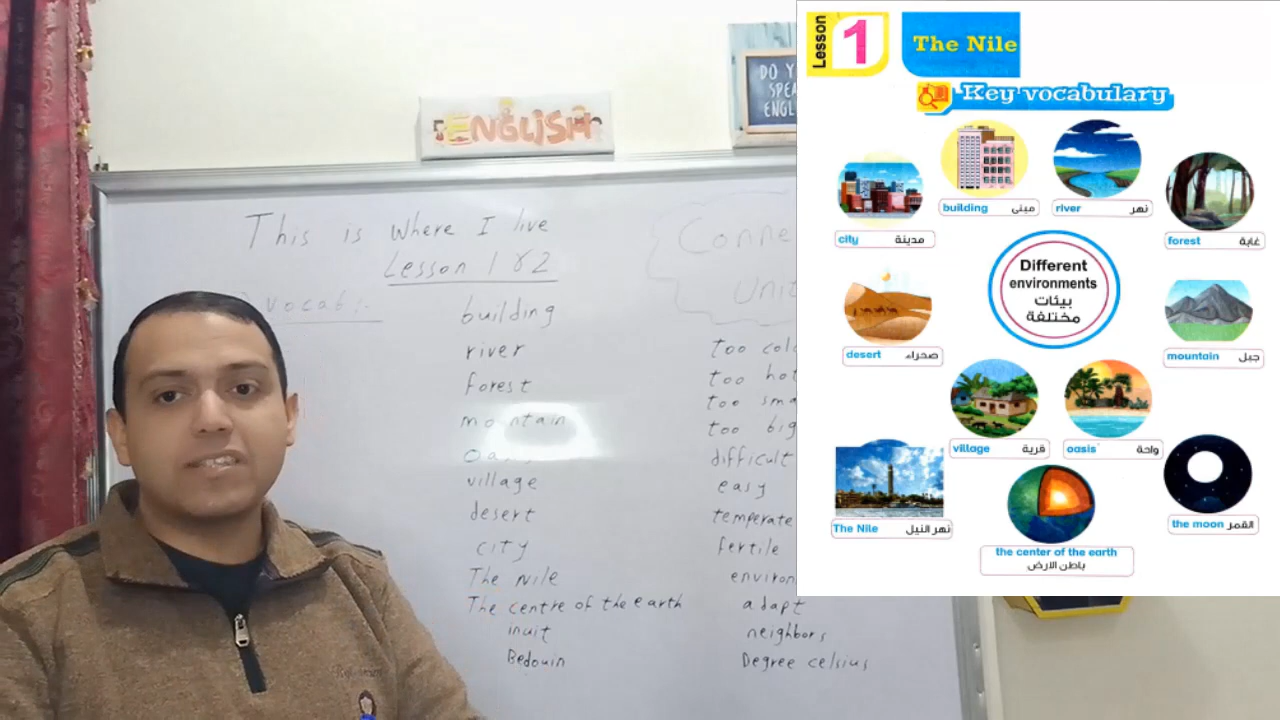 ENGLISH
DO Y
SPEA
ENGL
This is where I live
Lesson 1 & 2
vocab:-
building
river
forest
mountain
village
desert
city
The Nile
The centre of the earth
inuit
Bedouin
Conne
Unit
too col
too hot
too sma
too big
difficult
easy
temperate
fertile
environ
adapt
neighbors
Degree celsius
Lesson 1 The Nile
Key vocabulary
building مبنى
river نهر
city مدينة
forest غابة
Different
environments
بيئات
مختلفة
desert صحراء
mountain جبل
village قرية
oasis واحة
The Nile نهر النيل
the moon القمر
the center of the earth
باطن الارض